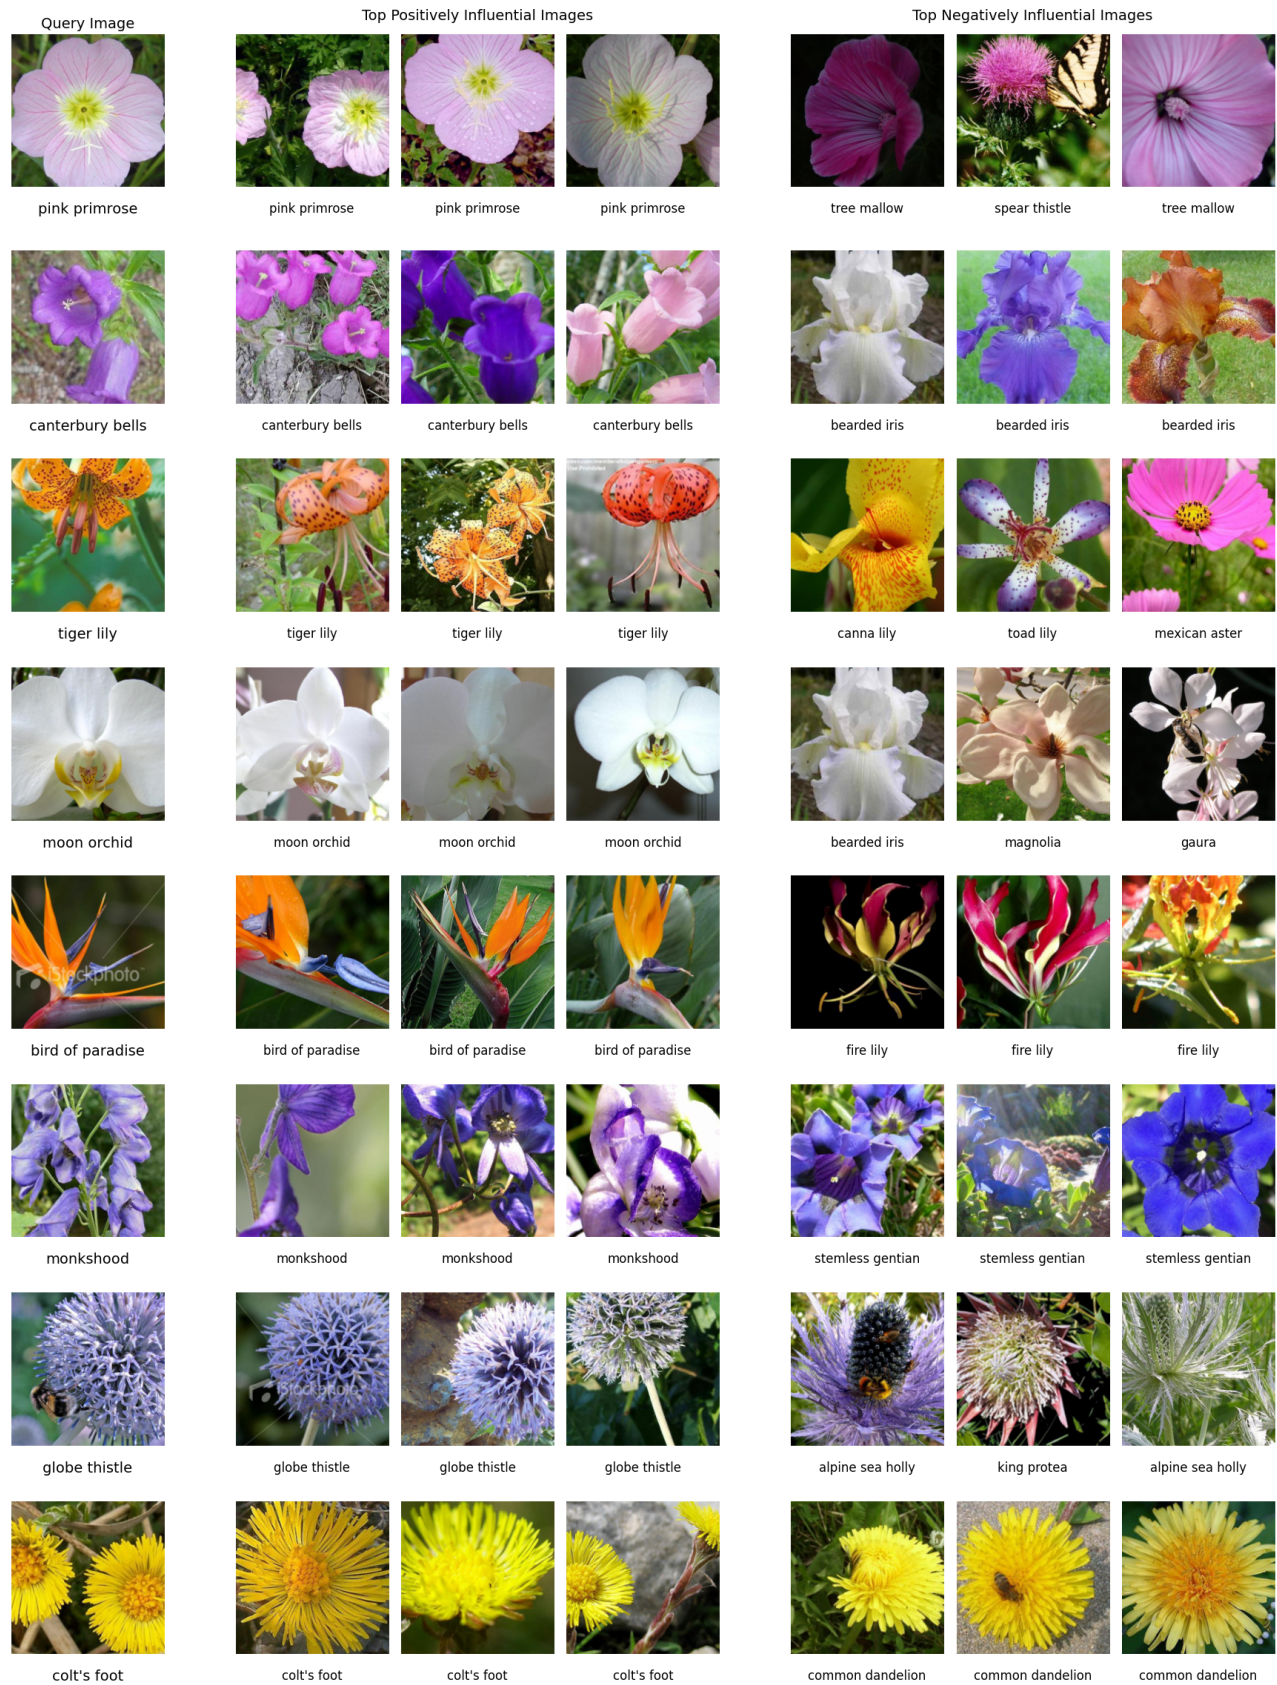 Query Image
Top Positively Influential Images
Top Negatively Influential Images
pink primrose
pink primrose
pink primrose
pink primrose
tree mallow
spear thistle
tree mallow
canterbury bells
canterbury bells
canterbury bells
canterbury bells
bearded iris
bearded iris
bearded iris
tiger lily
tiger lily
tiger lily
tiger lily
canna lily
toad lily
mexican aster
moon orchid
moon orchid
moon orchid
moon orchid
bearded iris
magnolia
gaura
iStockphoto
bird of paradise
bird of paradise
bird of paradise
bird of paradise
fire lily
fire lily
fire lily
monkshood
monkshood
monkshood
monkshood
stemless gentian
stemless gentian
stemless gentian
iStockphoto
globe thistle
globe thistle
globe thistle
globe thistle
alpine sea holly
king protea
alpine sea holly
colt's foot
colt's foot
colt's foot
colt's foot
common dandelion
common dandelion
common dandelion